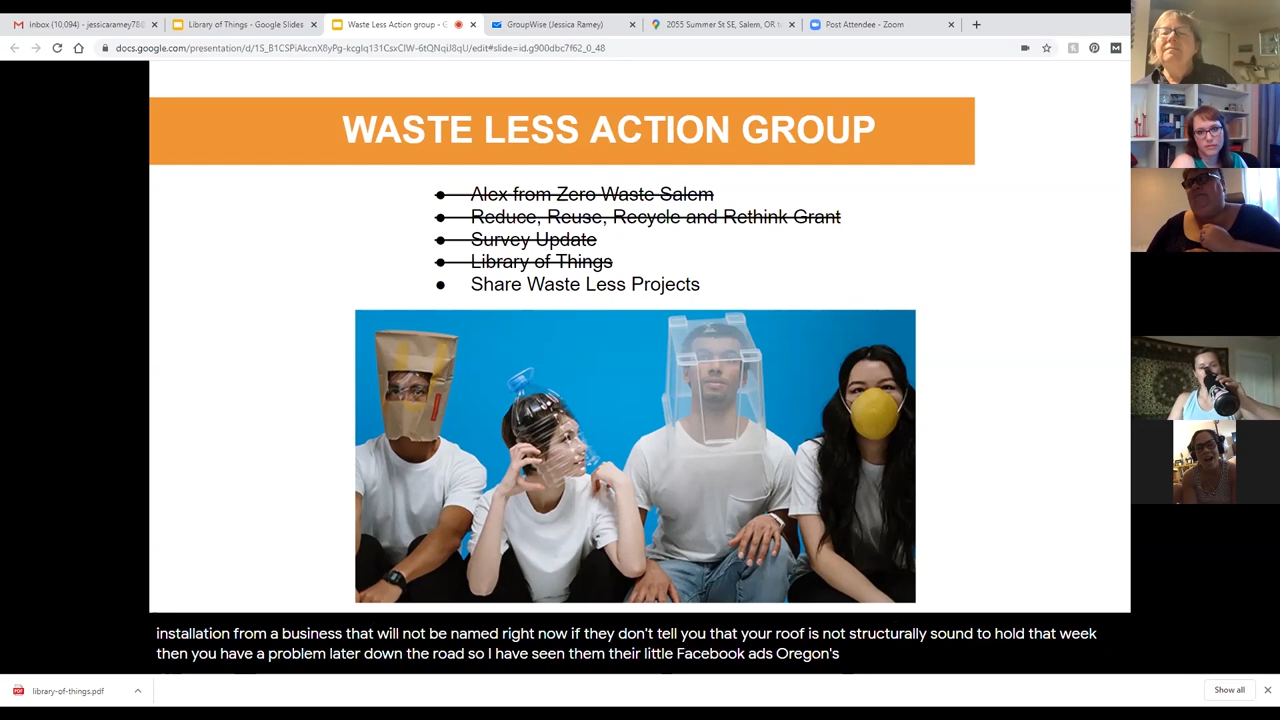 Inbox (10,094) - jessicaramey788
Library of Things - Google Slides
Waste Less Action group - G
GroupWise (Jessica Ramey)
2055 Summer St SE, Salem, OR t
Post Attendee - Zoom
docs.google.com/presentation/d/1S_B1CSPiAkcnX8yPg-kcgIq131CsxClW-6tQNqiJ8qU/edit#slide=id.g900dbc7f62_0_48
WASTE LESS ACTION GROUP
● Alex from Zero Waste Salem
● Reduce, Reuse, Recycle and Rethink Grant
● Survey Update
● Library of Things
● Share Waste Less Projects
installation from a business that will not be named right now if they don't tell you that your roof is not structurally sound to hold that week
then you have a problem later down the road so I have seen them their little Facebook ads Oregon's
library-of-things.pdf
Show all